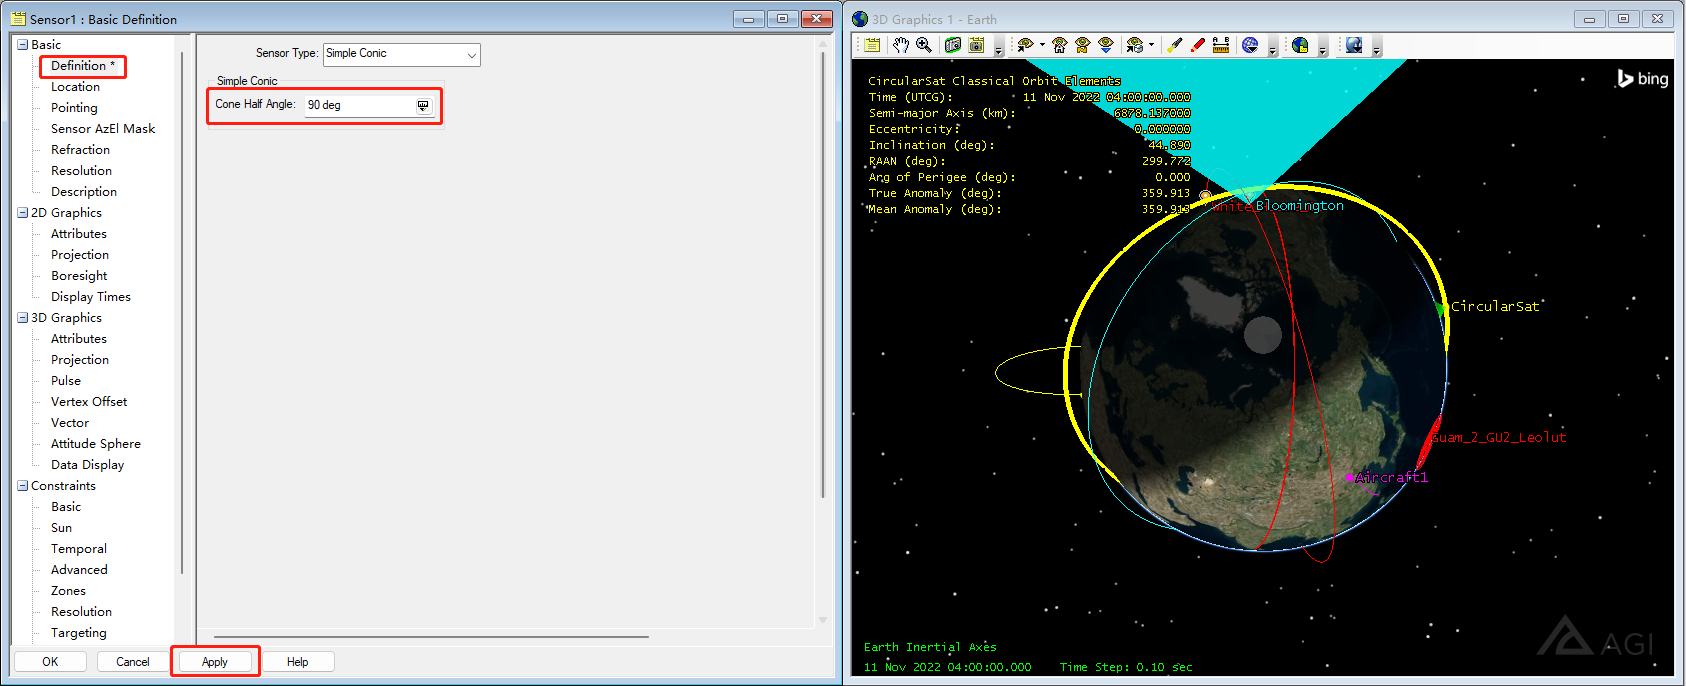 Sensor1 : Basic Definition
Basic
Definition *
Location
Pointing
Sensor AzEl Mask
Refraction
Resolution
Description
2D Graphics
Attributes
Projection
Boresight
Display Times
3D Graphics
Attributes
Projection
Pulse
Vertex Offset
Vector
Attitude Sphere
Data Display
Constraints
Basic
Sun
Temporal
Advanced
Zones
Resolution
Targeting
Sensor Type: Simple Conic
Simple Conic
Cone Half Angle: 90 deg
OK Cancel Apply Help
3D Graphics 1 - Earth
bing
CircularSat Classical Orbit Elements
Time (UTCG): 11 Nov 2022 04:00:00.000
Semi-major Axis (km): 6878.137000
Eccentricity: 0.000000
Inclination (deg): 44.890
RAAN (deg): 299.772
Arg of Perigee (deg): 0.000
True Anomaly (deg): 359.913
Mean Anomaly (deg): 359.913
White
Bloomington
CircularSat
Guam_2_GU2_Leolut
Aircraft1
AGI
Earth Inertial Axes
11 Nov 2022 04:00:00.000 Time Step: 0.10 sec